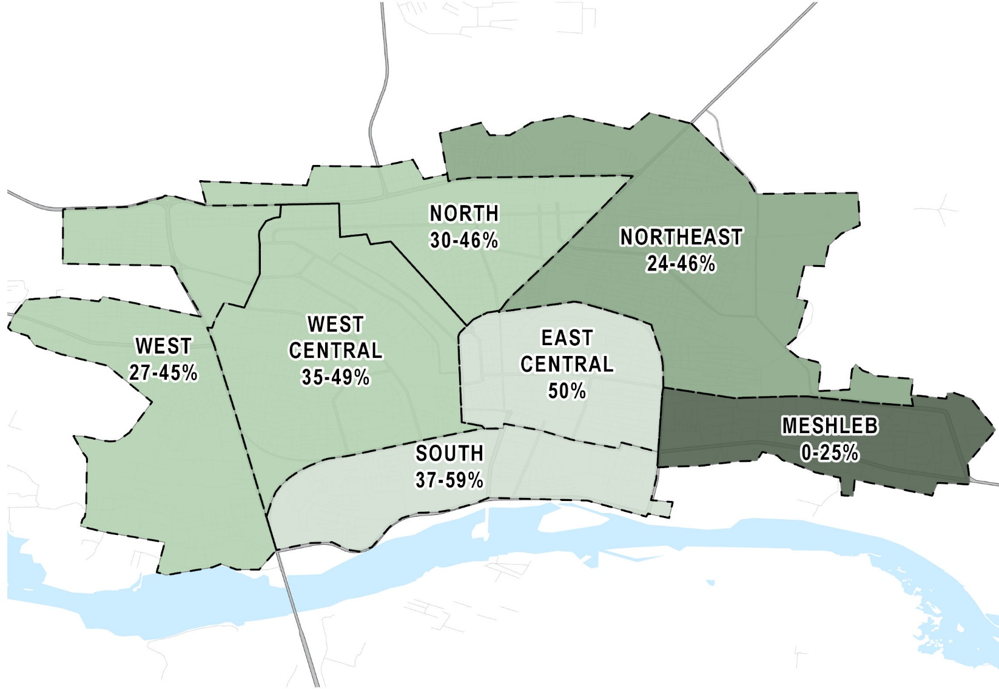 NORTH
30-46%
NORTHEAST
24-46%
WEST
CENTRAL
35-49%
EAST
CENTRAL
50%
WEST
27-45%
MESHLEB
0-25%
SOUTH
37-59%